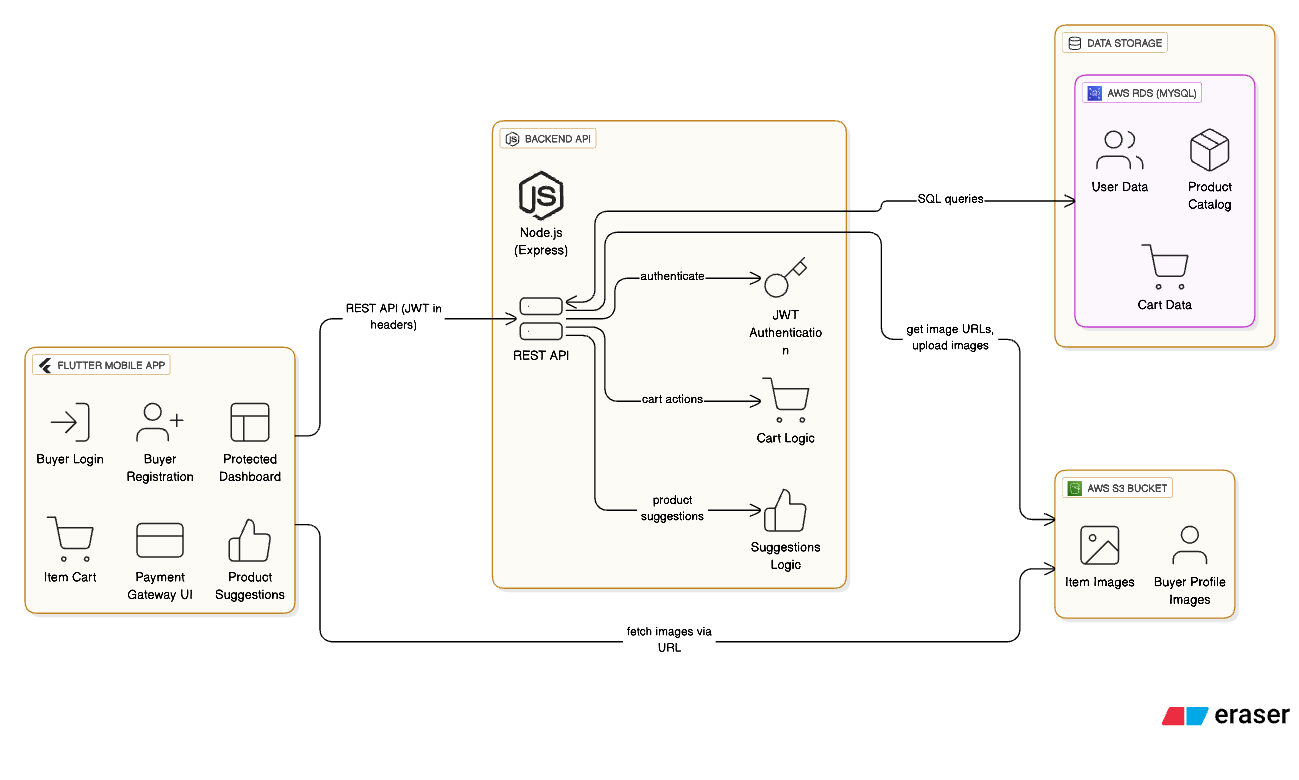 DATA STORAGE
AWS RDS (MYSQL)
User Data
Product
Catalog
Cart Data
BACKEND API
JS
Node.js
(Express)
SQL queries
authenticate
JWT
Authenticatio
n
REST API (JWT in
headers)
REST API
get image URLs,
upload images
cart actions
Cart Logic
product
suggestions
Suggestions
Logic
FLUTTER MOBILE APP
Buyer Login
Buyer
Registration
Protected
Dashboard
Item Cart
Payment
Gateway UI
Product
Suggestions
AWS S3 BUCKET
Item Images
Buyer Profile
Images
fetch images via
URL
eraser